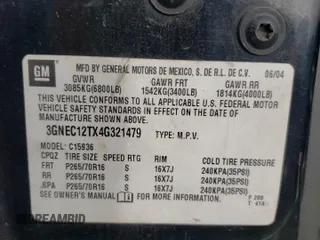 GM
MFD BY GENERAL MOTORS DE MEXICO, S. DE R.L. DE C.V. 06/04
GVWR GAWR FRT GAWR RR
3085KG(6800LB) 1542KG(3400LB) 1814KG(4000LB)
THIS VEHICLE CONFORMS TO ALL APPLICABLE U.S. FEDERAL MOTOR
VEHICLE SAFETY STANDARDS IN EFFECT ON THE DATE OF
MANUFACTURE SHOWN ABOVE.
3GNEC12TX4G321479 TYPE: M.P.V.
MODEL: C15936
CPQZ TIRE SIZE SPEED RTG RIM COLD TIRE PRESSURE
FRT P265/70R16 S 16X7J 240KPA(35PSI)
RR P265/70R16 S 16X7J 240KPA(35PSI)
SPA P265/70R16 S 16X7J 240KPA(35PSI)
SEE OWNER'S MANUAL FOR MORE INFORMATION.
DREAMBID